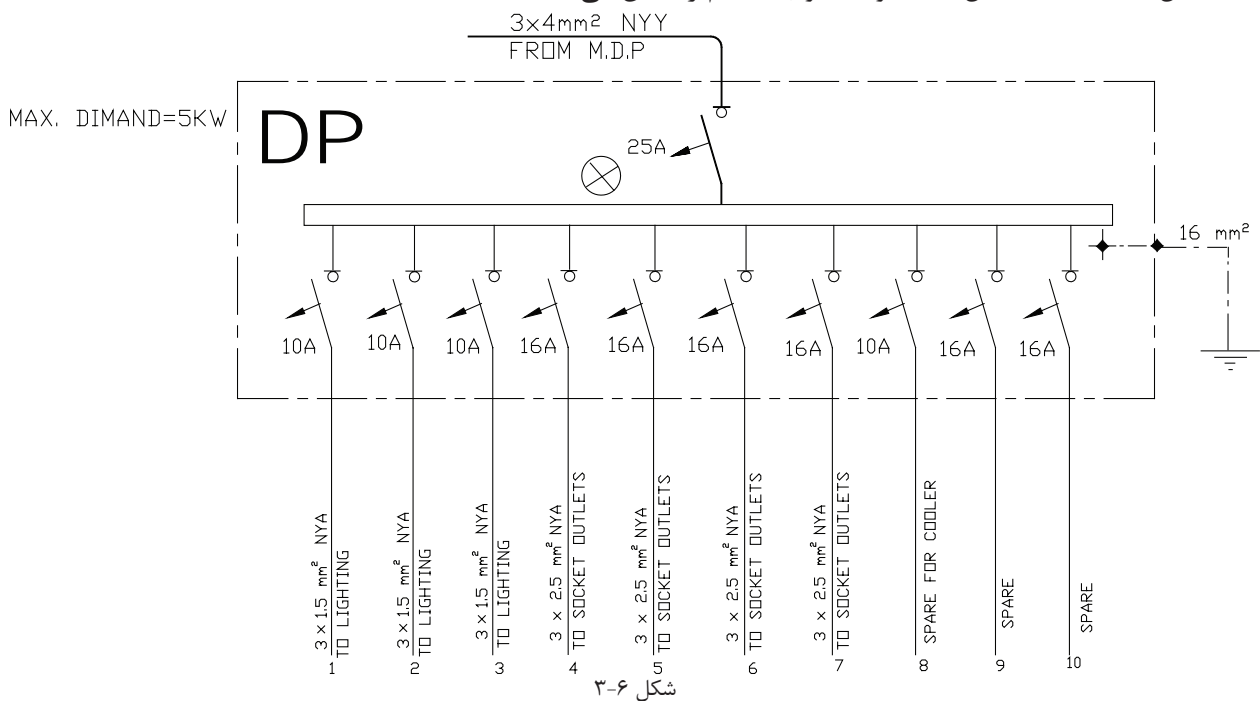 3x4mm² NYY
FROM M.D.P
MAX. DIMAND=5KW
DP
25A
16 mm²
10A
10A
10A
16A
16A
16A
16A
10A
16A
16A
3 x 1.5 mm² NYA
TO LIGHTING
3 x 1.5 mm² NYA
TO LIGHTING
3 x 1.5 mm² NYA
TO LIGHTING
3 x 2.5 mm² NYA
TO SOCKET OUTLETS
3 x 2.5 mm² NYA
TO SOCKET OUTLETS
3 x 2.5 mm² NYA
TO SOCKET OUTLETS
3 x 2.5 mm² NYA
TO SOCKET OUTLETS
SPARE FOR COOLER
SPARE
SPARE
1
2
3
4
5
6
7
8
9
10
شکل ۶-۳